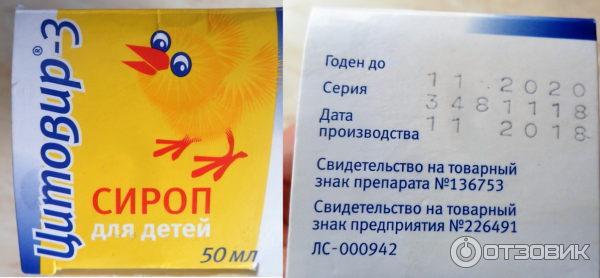 Цитовир®-3
СИРОП
для детей
50 мл
Годен до
11 2020
Серия
3481118
Дата
производства
11 2018
Свидетельство на товарный
знак препарата №136753
Свидетельство на товарный
знак предприятия №226491
ЛС-000942
ОТЗОВИК